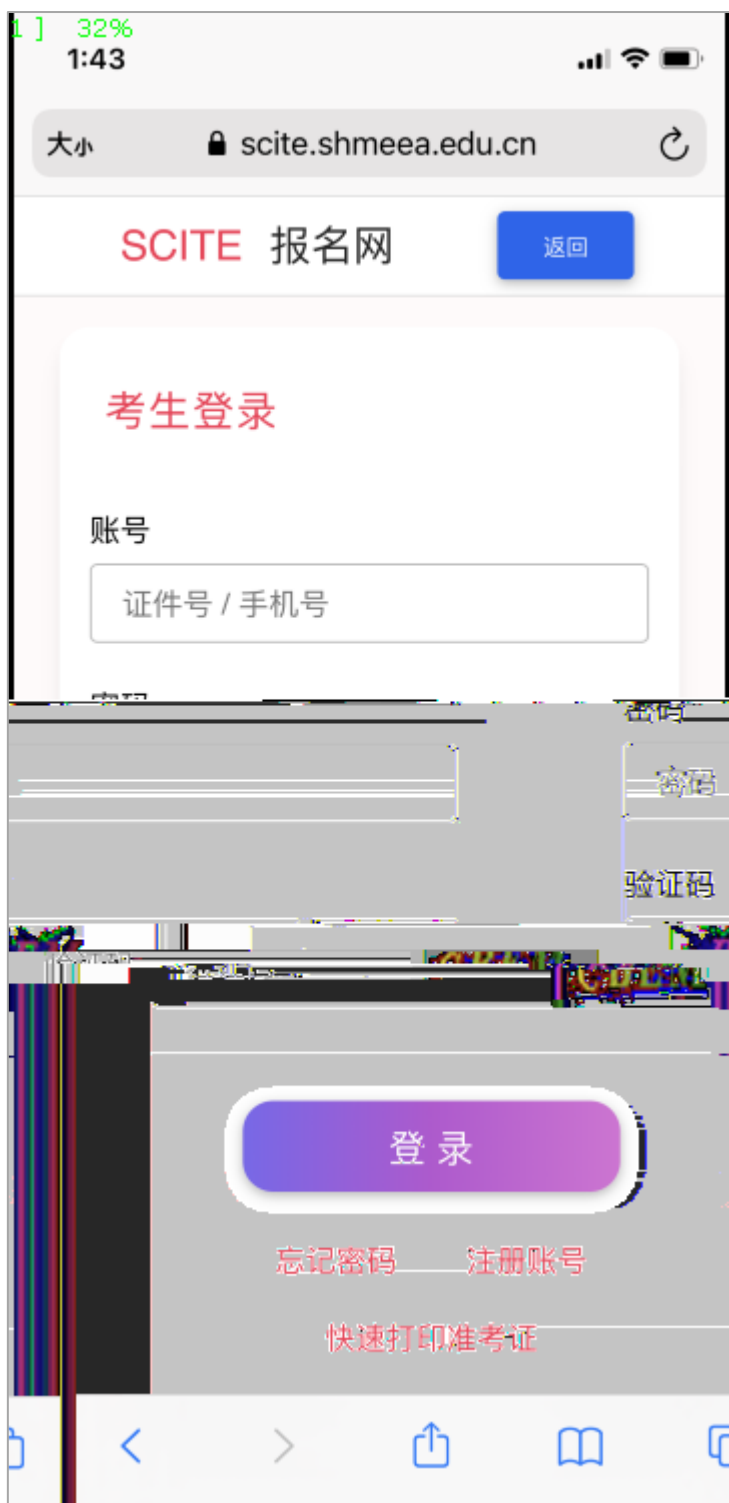 1 ] 32%
1:43
大小 scite.shmeea.edu.cn
SCITE 报名网 返回
考生登录
账号
证件号 / 手机号
密码
密码
验证码
登 录
忘记密码 注册账号
快速打印准考证